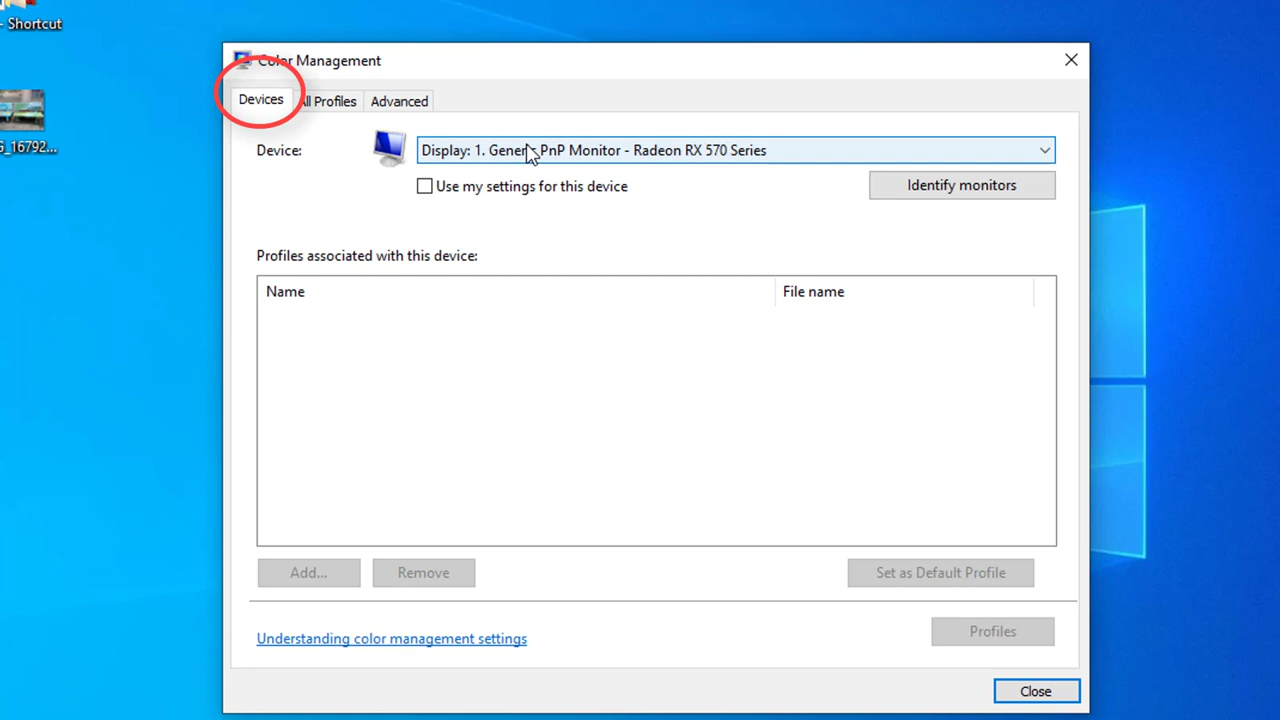 - Shortcut
Color Management
Devices
All Profiles
Advanced
G_16792...
Device:
Display: 1. Generic PnP Monitor - Radeon RX 570 Series
Use my settings for this device
Identify monitors
Profiles associated with this device:
Name
File name
Add...
Remove
Set as Default Profile
Understanding color management settings
Profiles
Close